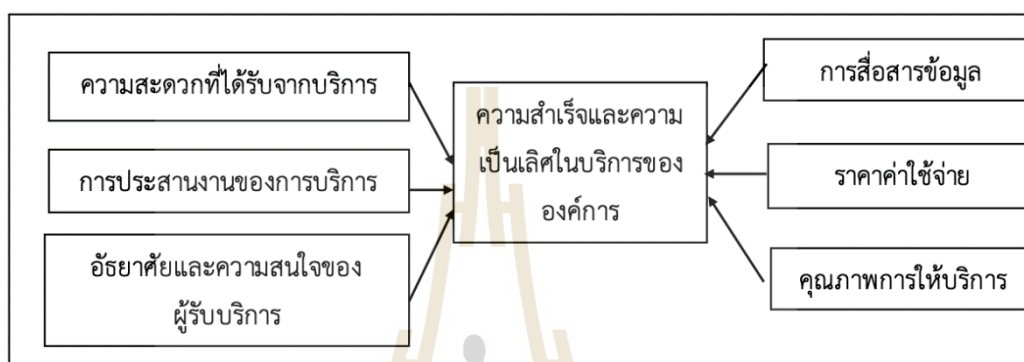 ความสะดวกที่ได้รับจากบริการ
การประสานงานของการบริการ
อัธยาศัยและความสนใจของ
ผู้รับบริการ
ความสำเร็จและความ
เป็นเลิศในบริการของ
องค์การ
การสื่อสารข้อมูล
ราคาค่าใช้จ่าย
คุณภาพการให้บริการ